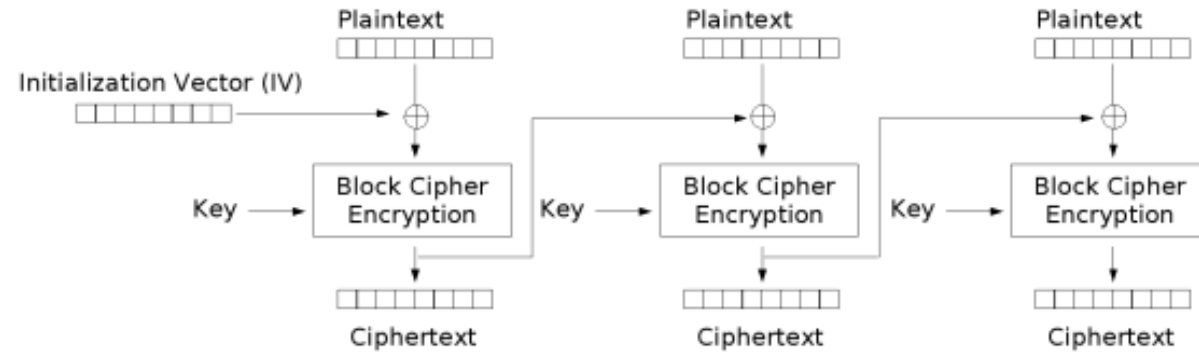 Plaintext
Plaintext
Plaintext
Initialization Vector (IV)
Key
Block Cipher
Encryption
Key
Block Cipher
Encryption
Key
Block Cipher
Encryption
Ciphertext
Ciphertext
Ciphertext